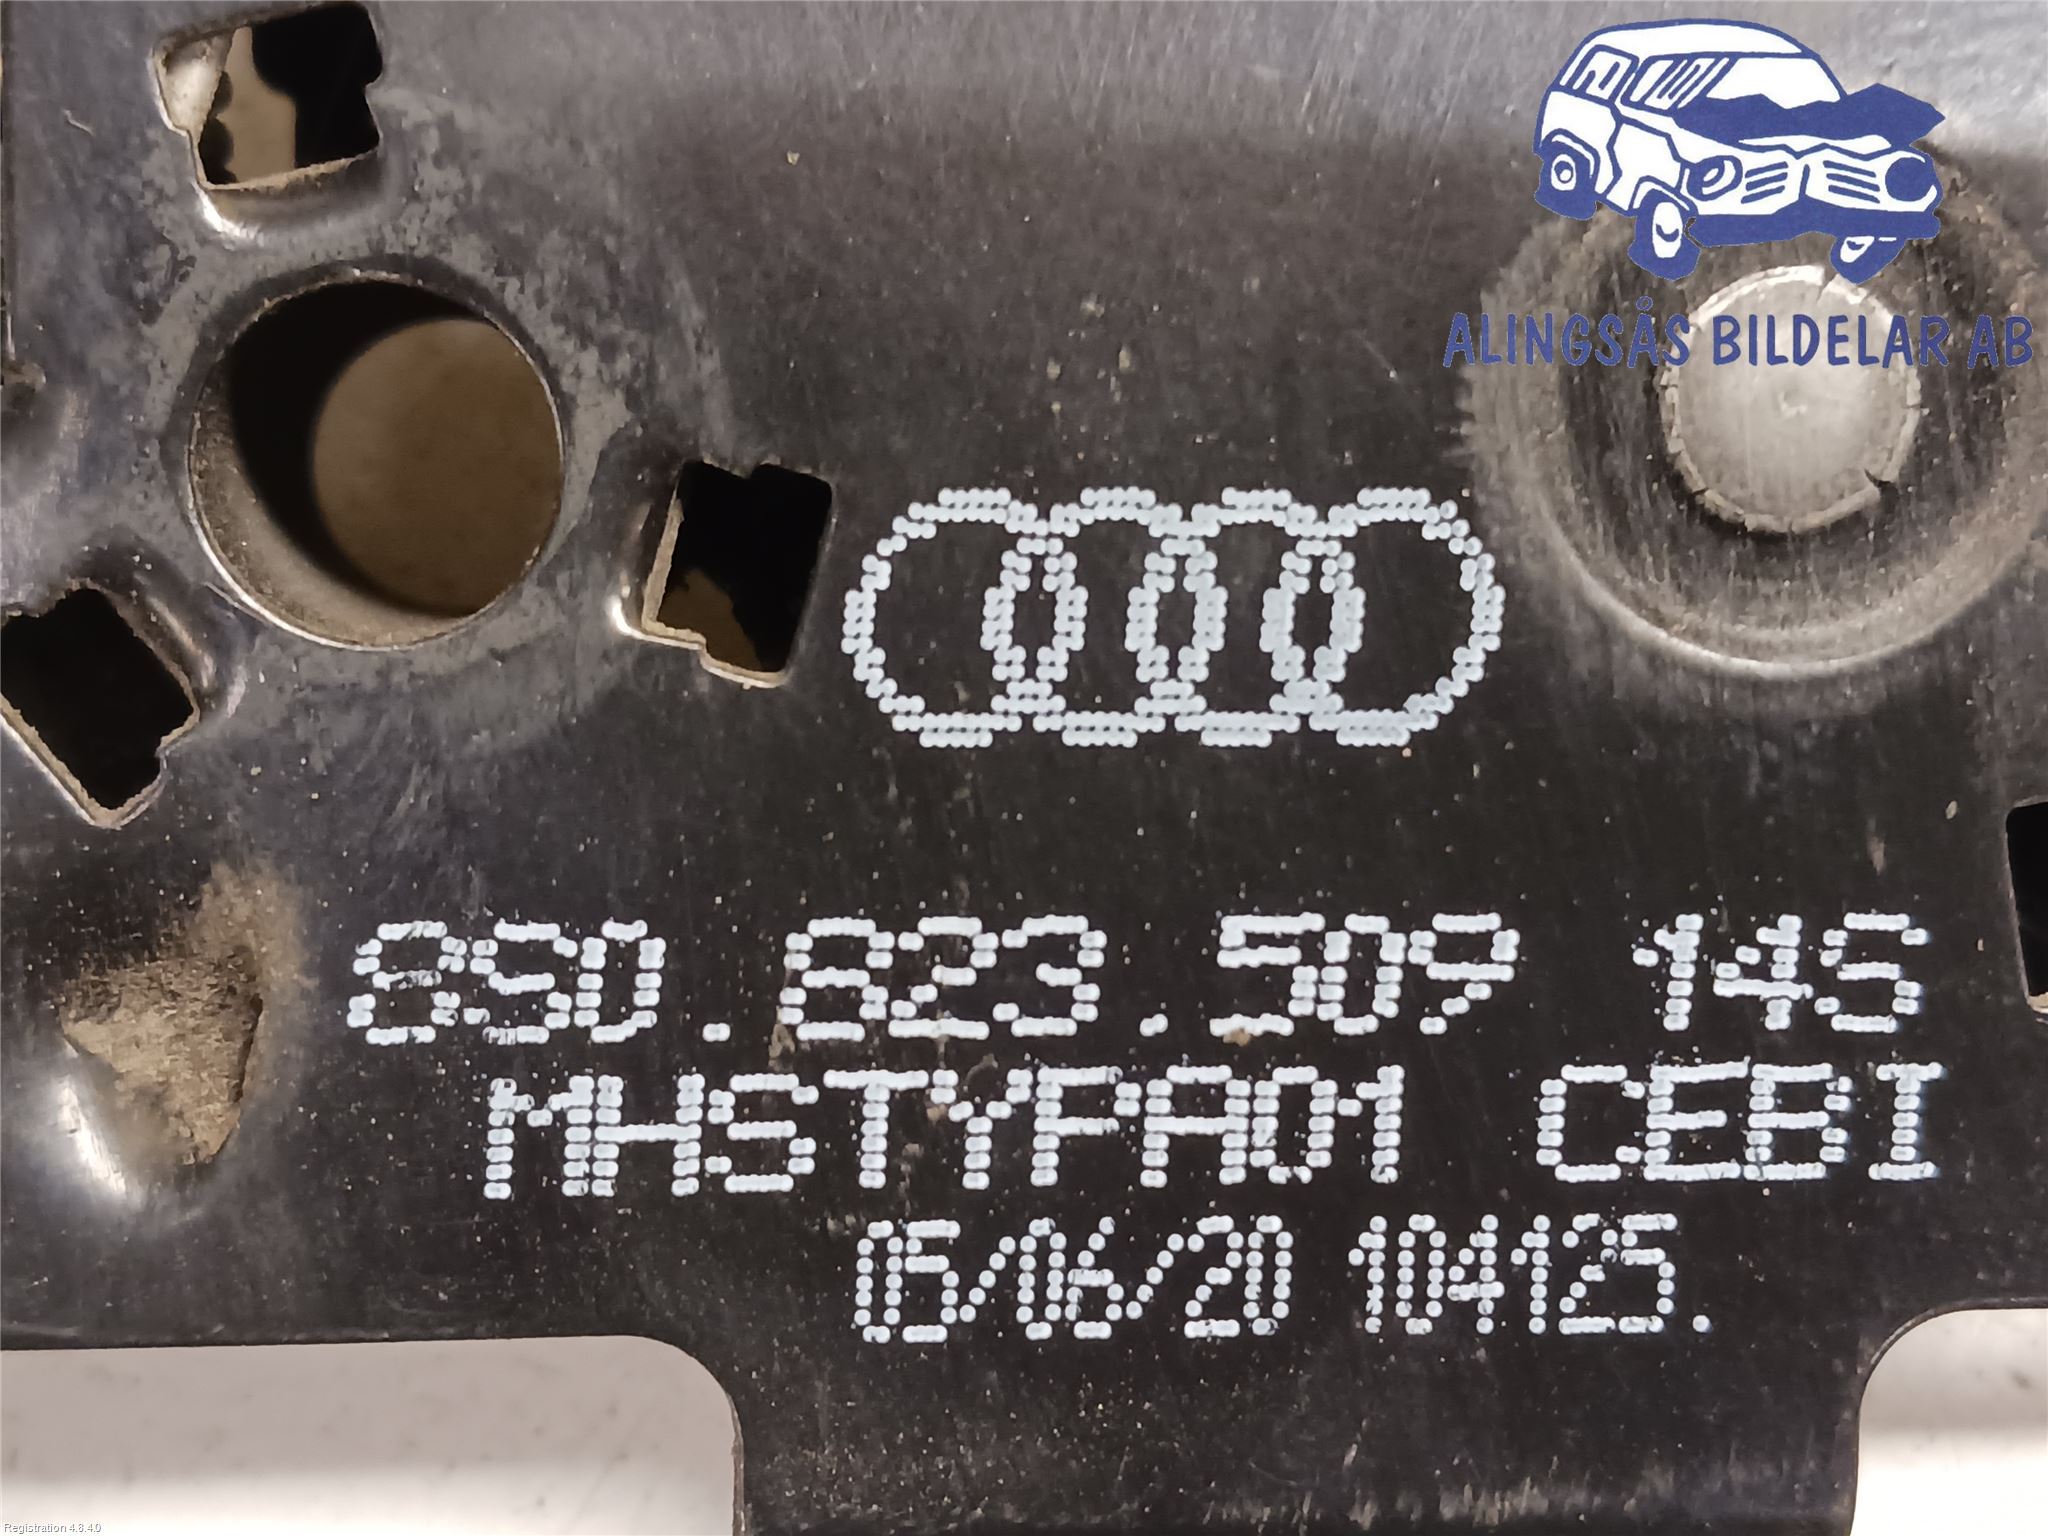 ALINGSÅS BILDELAR AB
8S0.823.509 14S
MHSTYPA01 CEBI
05/06/20 104125.
Registration 4.8.4.0